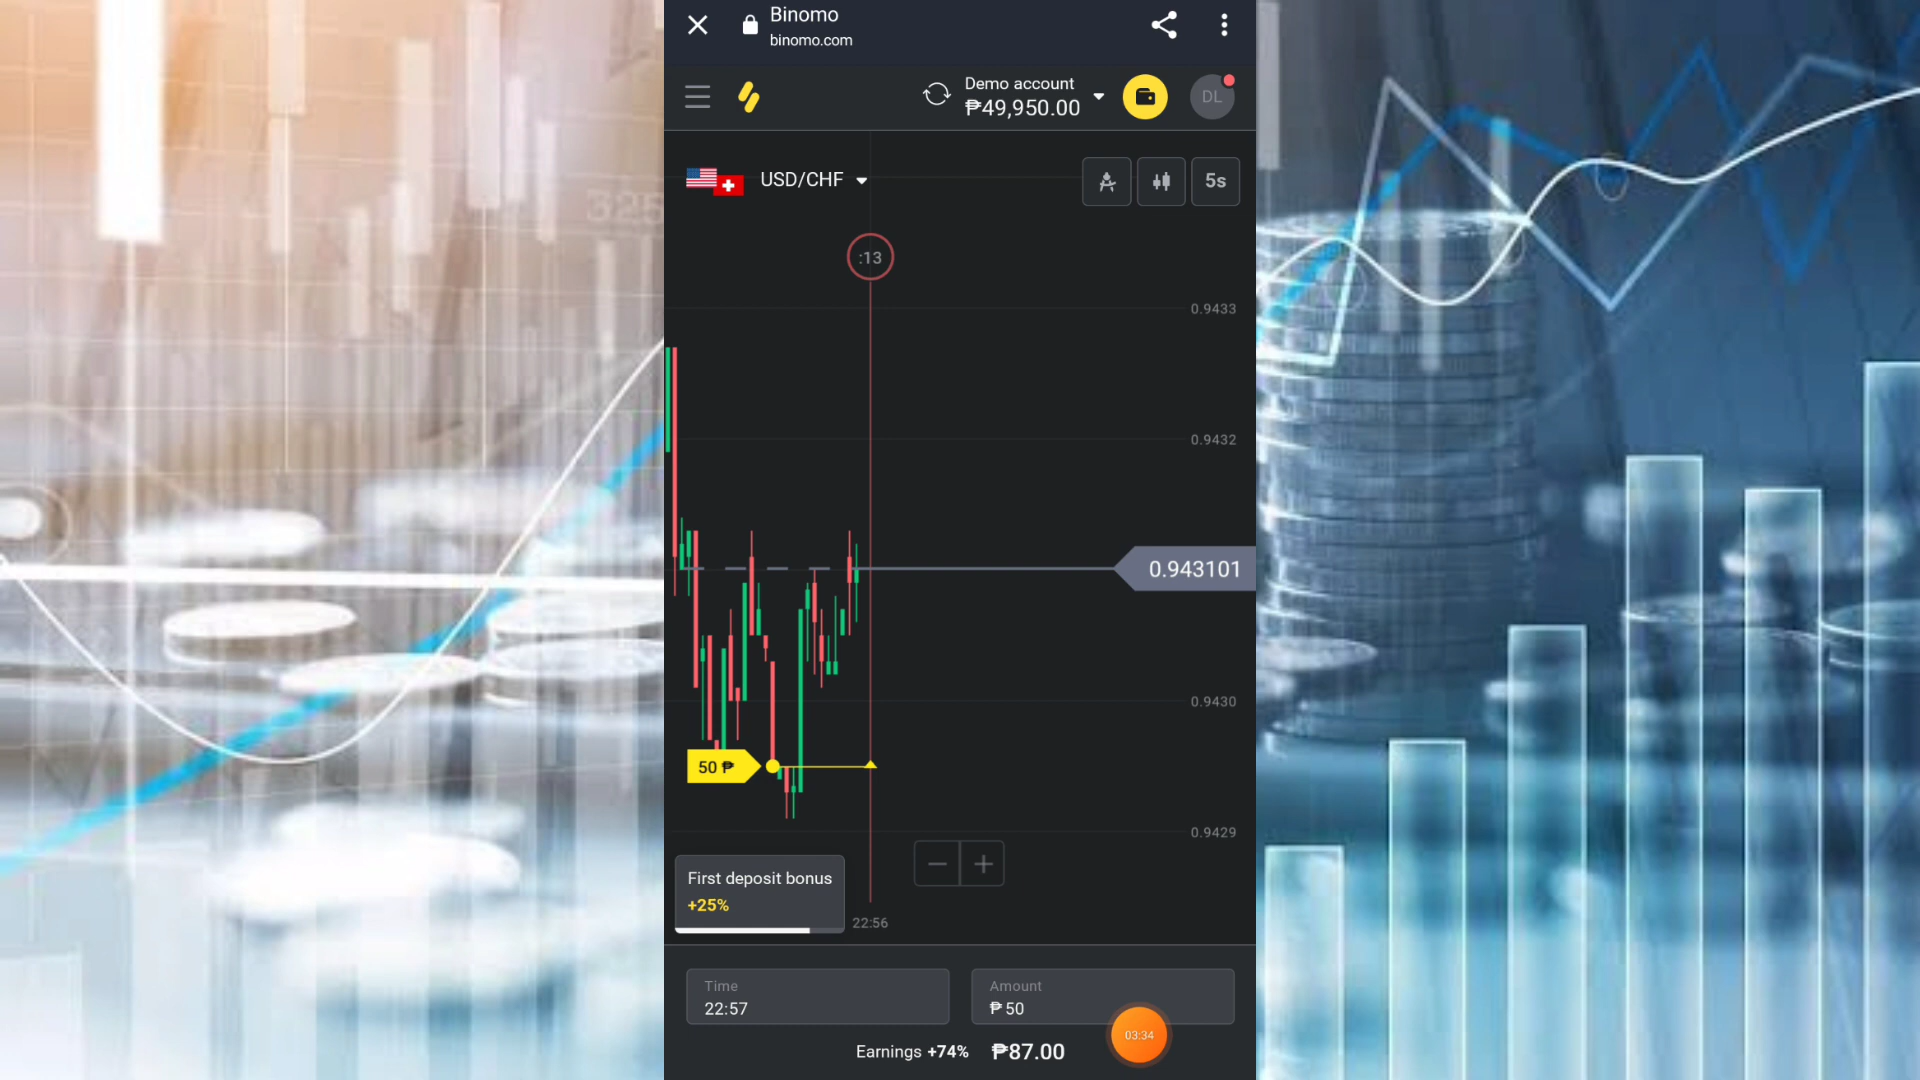 Binomo
binomo.com
Demo account
₱49,950.00
DL
USD/CHF
5s
:13
325
0.9433
0.9432
0.943101
0.9430
50 ₱
0.9429
First deposit bonus
+25%
22:56
Time
22:57
Amount
₱50
03:34
Earnings +74% ₱87.00